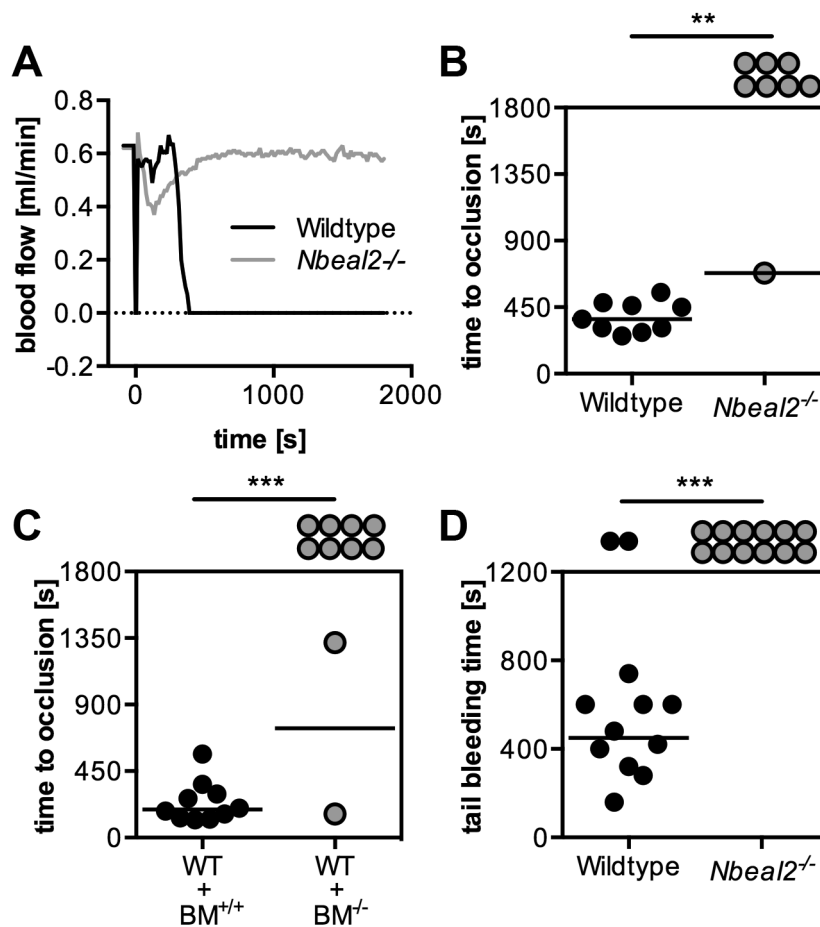 A
0.8
0.6
0.4
0.2
0.0
-0.2
blood flow [ml/min]
Wildtype
Nbeal2-/-
0
1000
2000
time [s]
B
**
1800
1350
900
450
0
time to occlusion [s]
Wildtype
Nbeal2-/-
C
***
1800
1350
900
450
0
time to occlusion [s]
WT
+
BM+/+
WT
+
BM-/-
D
***
1200
800
400
0
tail bleeding time [s]
Wildtype
Nbeal2-/-